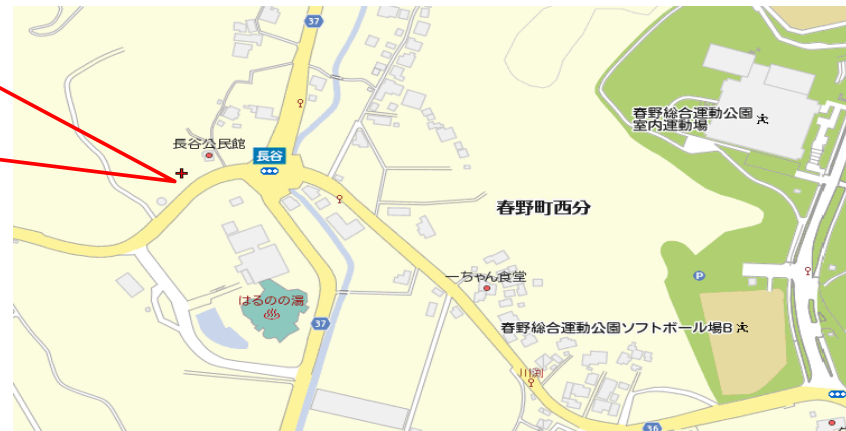 37
長谷公民館
長谷
春野総合運動公園
室内運動場
春野町西分
一ちゃん食堂
P
はるのの湯
37
春野総合運動公園ソフトボール場B
川渕
36